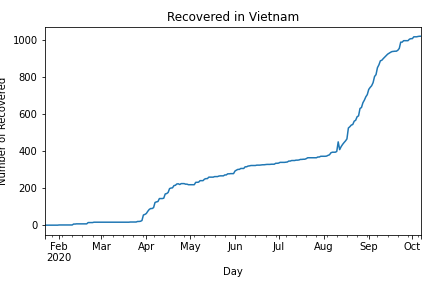 Recovered in Vietnam
Number of Recovered
1000
800
600
400
200
0
Feb Mar Apr May Jun Jul Aug Sep Oct
2020
Day